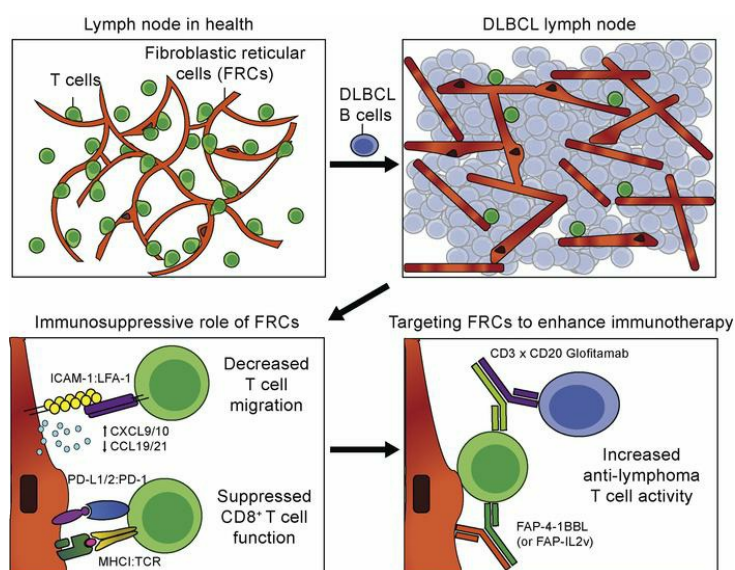 Lymph node in health
T cells
Fibroblastic reticular
cells (FRCs)
DLBCL
B cells
DLBCL lymph node
Immunosuppressive role of FRCs
ICAM-1:LFA-1
↑ CXCL9/10
↓ CCL19/21
Decreased
T cell
migration
PD-L1/2:PD-1
MHCI:TCR
Suppressed
CD8⁺ T cell
function
Targeting FRCs to enhance immunotherapy
CD3 x CD20 Glofitamab
Increased
anti-lymphoma
T cell activity
FAP-4-1BBL
(or FAP-IL2v)